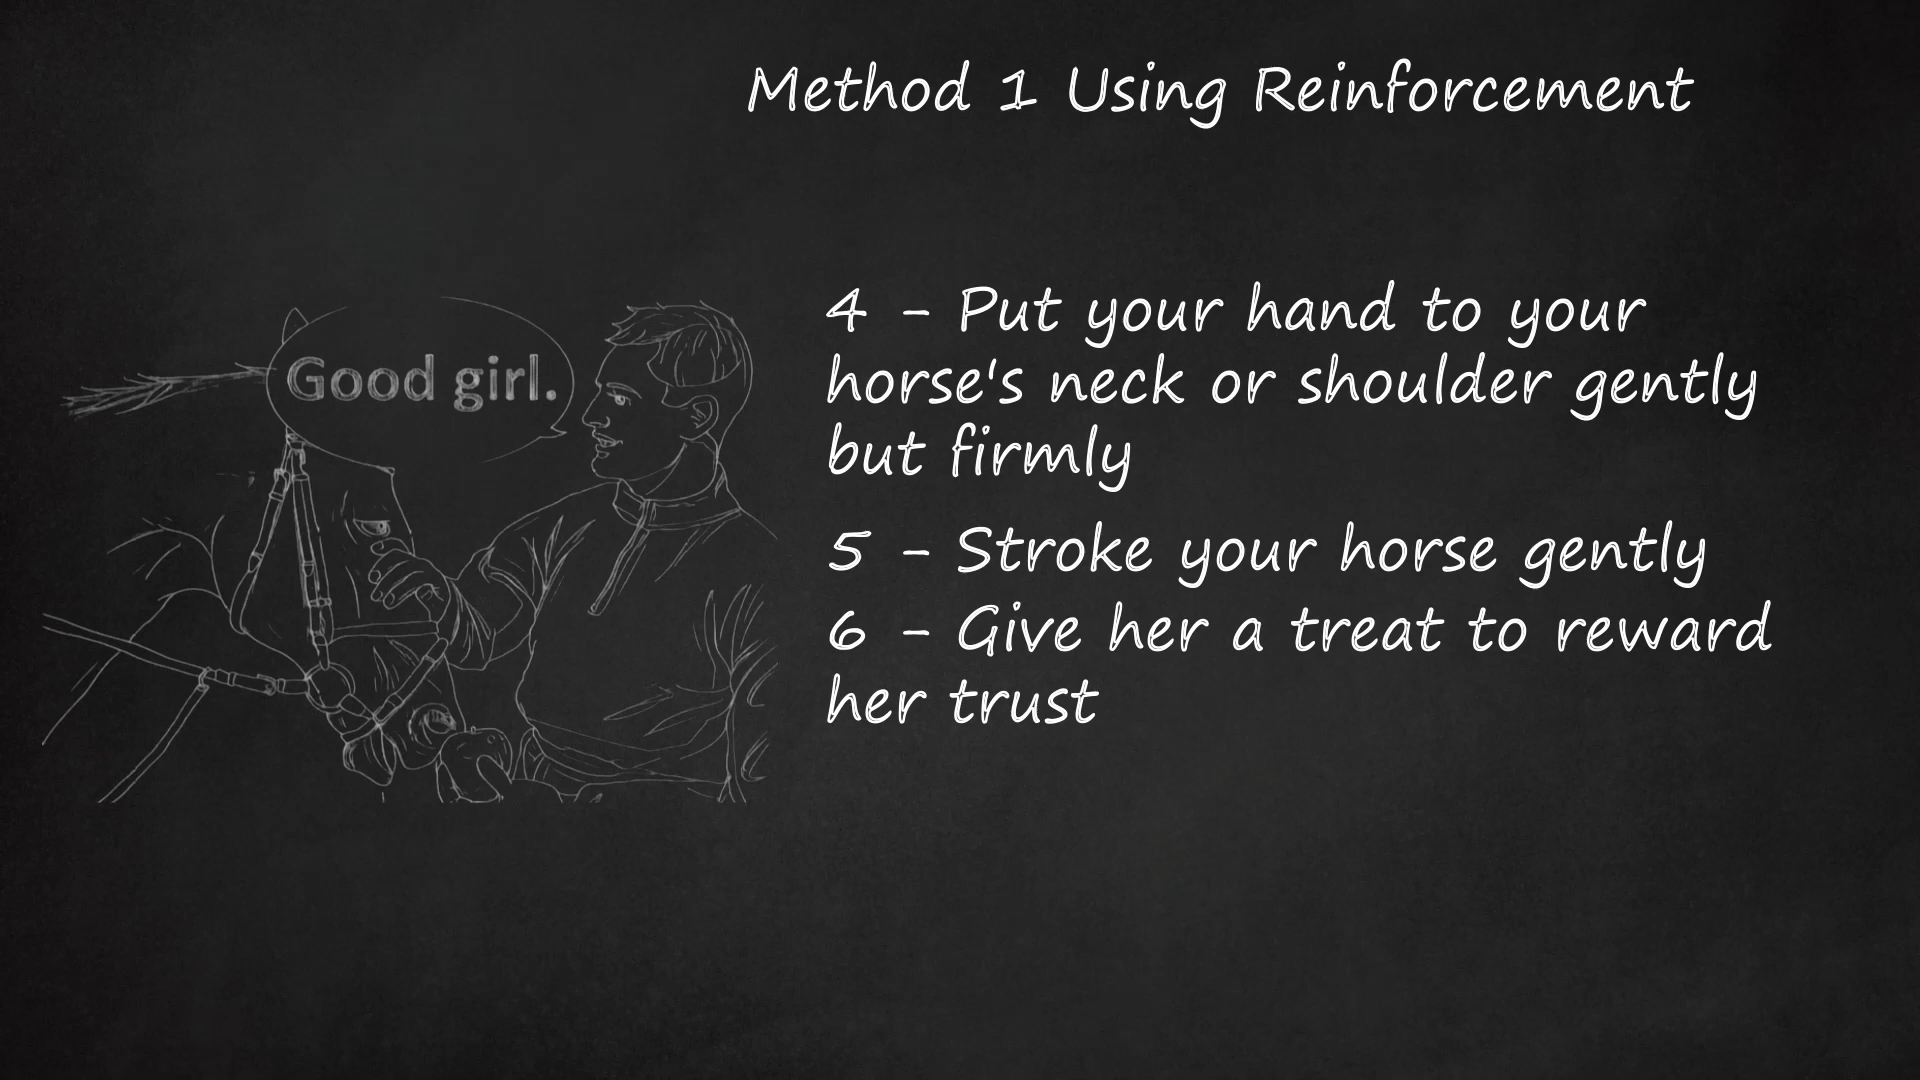 Method 1 Using Reinforcement
Good girl.
4 - Put your hand to your
horse's neck or shoulder gently
but firmly
5 - Stroke your horse gently
6 - Give her a treat to reward
her trust